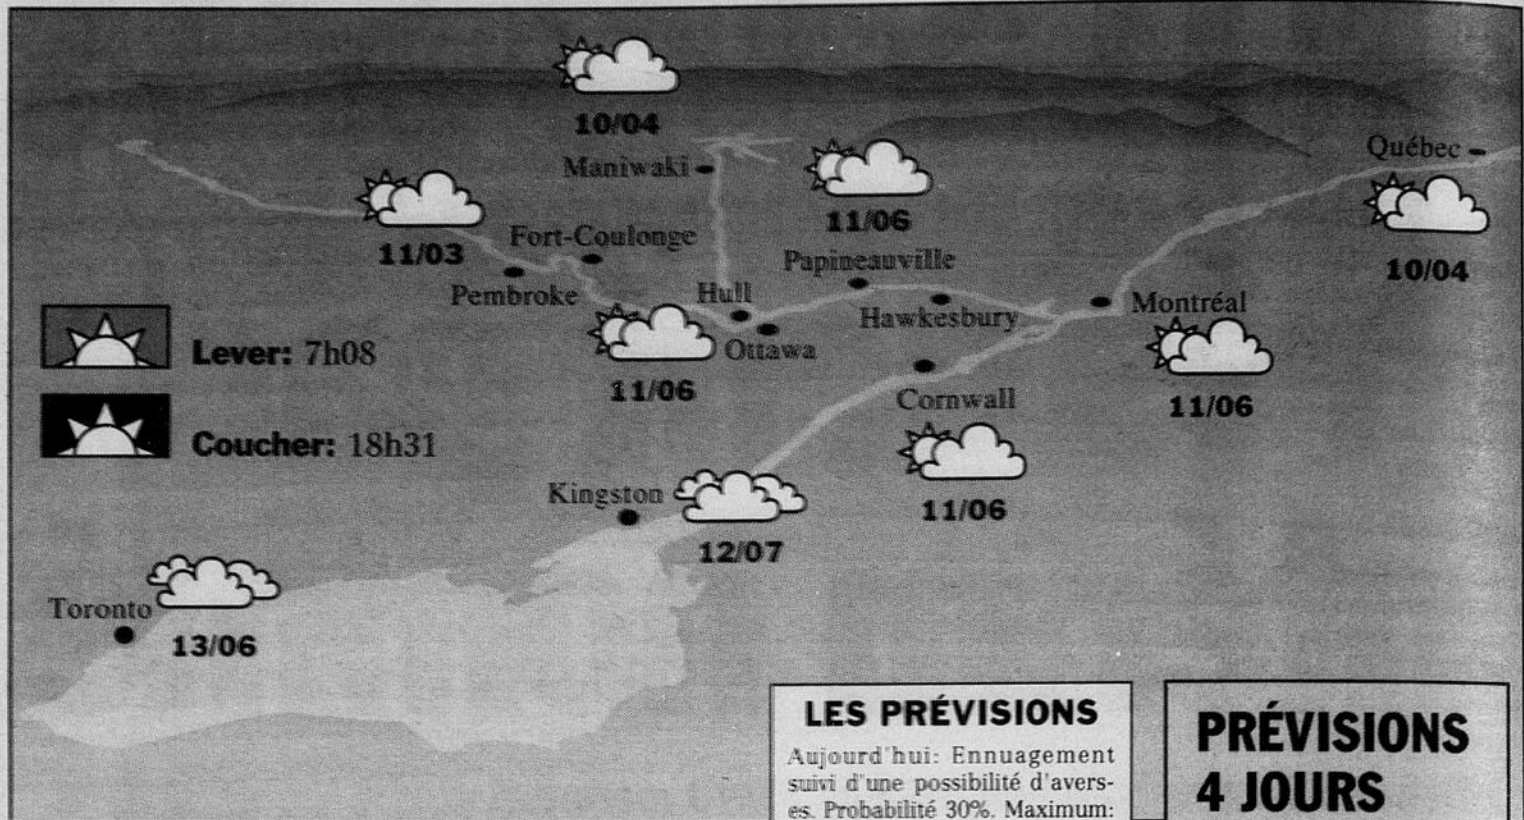 10/04
Maniwaki
Québec
11/06
10/04
11/03
Fort-Coulonge
Pembroke
Papineauville
Hull
Hawkesbury
Montréal
Ottawa
11/06
11/06
Lever: 7h08
Cornwall
11/06
Coucher: 18h31
Kingston
12/07
Toronto
13/06
LES PRÉVISIONS
Aujourd'hui: Ennuagement
suivi d'une possibilité d'avers-
es. Probabilité 30%. Maximum:
PRÉVISIONS
4 JOURS